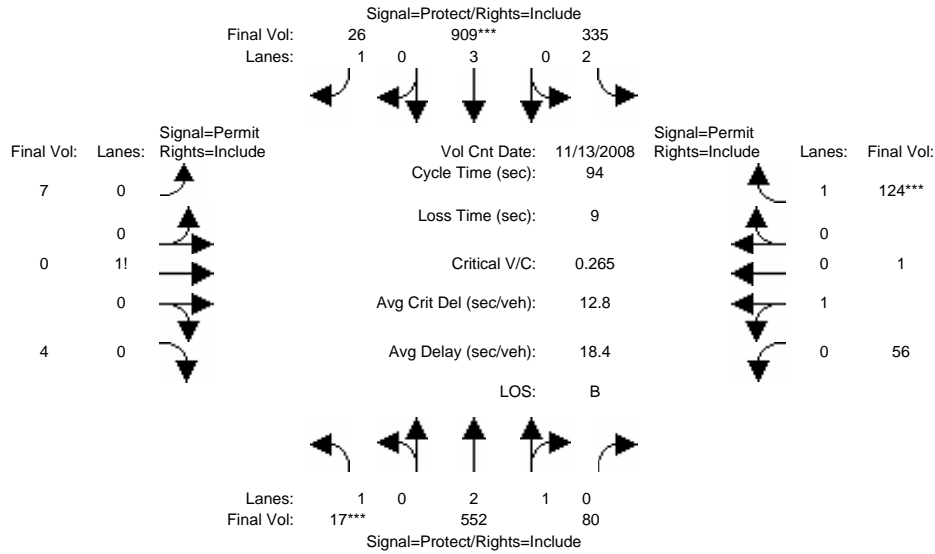 Signal=Protect/Rights=Include
Final Vol: 26 909*** 335
Lanes: 1 0 3 0 2
Signal=Permit Signal=Permit
Final Vol: Lanes: Rights=Include Vol Cnt Date: 11/13/2008 Rights=Include Lanes: Final Vol:
Cycle Time (sec): 94
7 0 1 124***
Loss Time (sec): 9
0 0
0 1! Critical V/C: 0.265 0 1
0 Avg Crit Del (sec/veh): 12.8 1
4 0 Avg Delay (sec/veh): 18.4 0 56
LOS: B
Lanes: 1 0 2 1 0
Final Vol: 17*** 552 80
Signal=Protect/Rights=Include